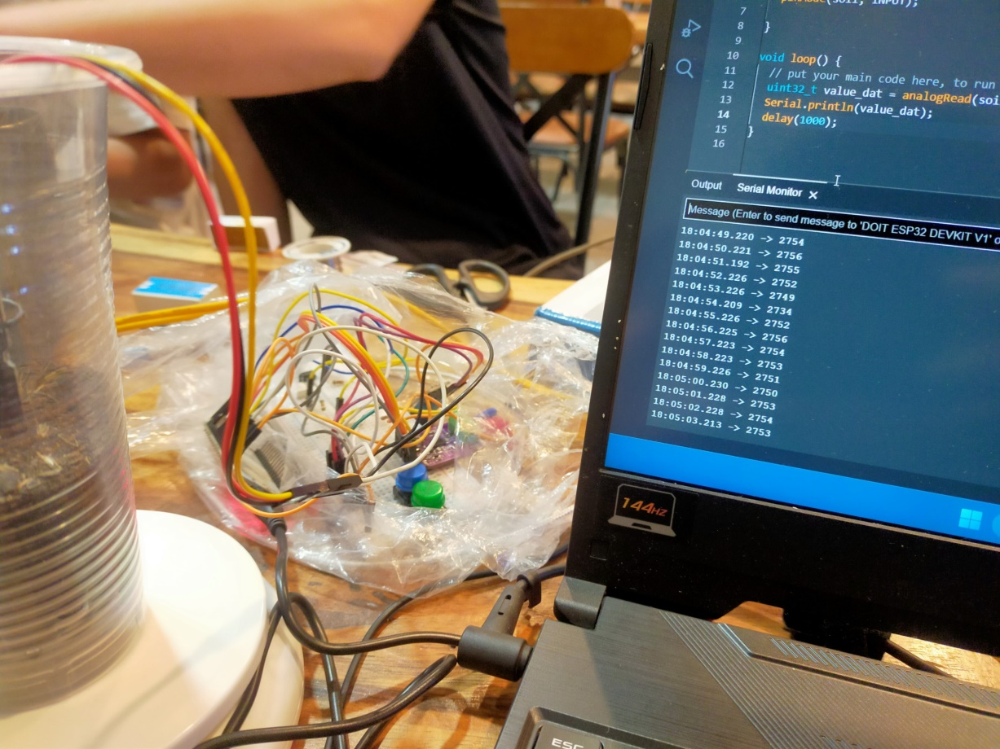 7
8 }
9
10 void loop() {
11 // put your main code here, to run
12 uint32_t value_dat = analogRead(soi
13 Serial.println(value_dat);
14 delay(1000);
15 }
16
Output Serial Monitor ×
Message (Enter to send message to 'DOIT ESP32 DEVKIT V1' o
18:04:49.220 -> 2754
18:04:50.221 -> 2756
18:04:51.192 -> 2755
18:04:52.226 -> 2752
18:04:53.226 -> 2749
18:04:54.209 -> 2734
18:04:55.226 -> 2752
18:04:56.225 -> 2756
18:04:57.223 -> 2754
18:04:58.223 -> 2753
18:04:59.226 -> 2751
18:05:00.230 -> 2750
18:05:01.228 -> 2753
18:05:02.228 -> 2754
18:05:03.213 -> 2753
144HZ
ESC